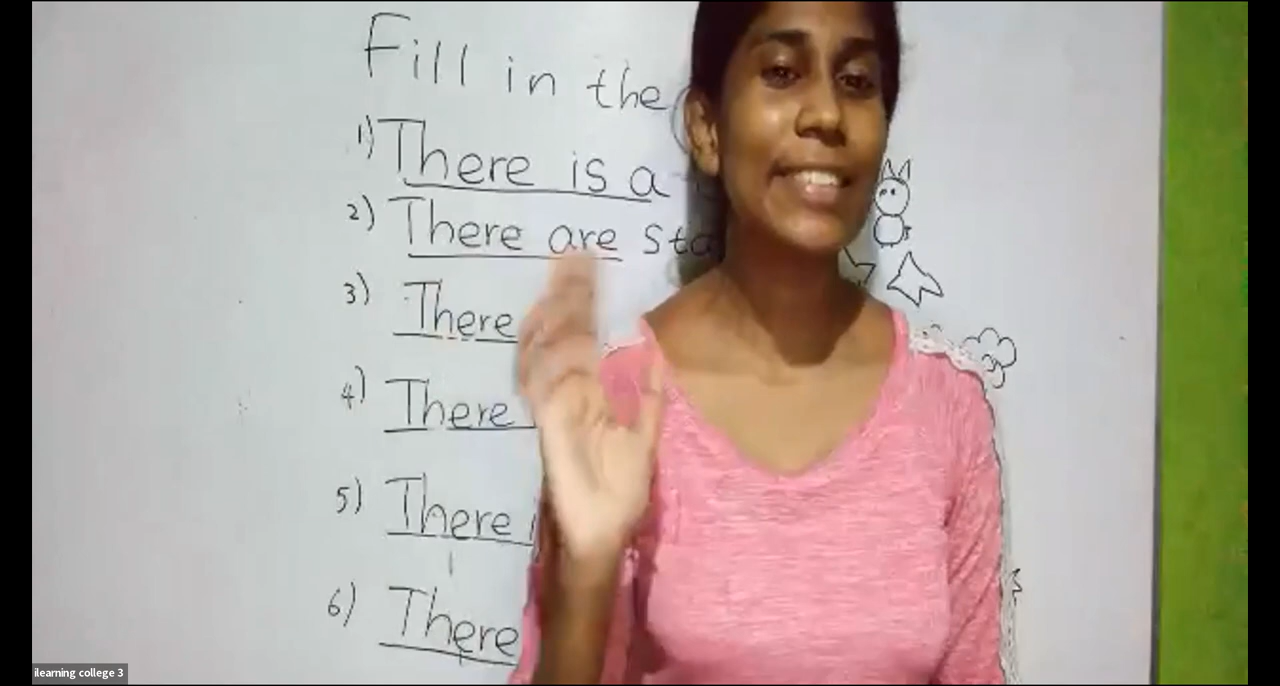 Fill in the
1) There is a
2) There are
3) There
4) There
5) There
6) There
ilearning college 3